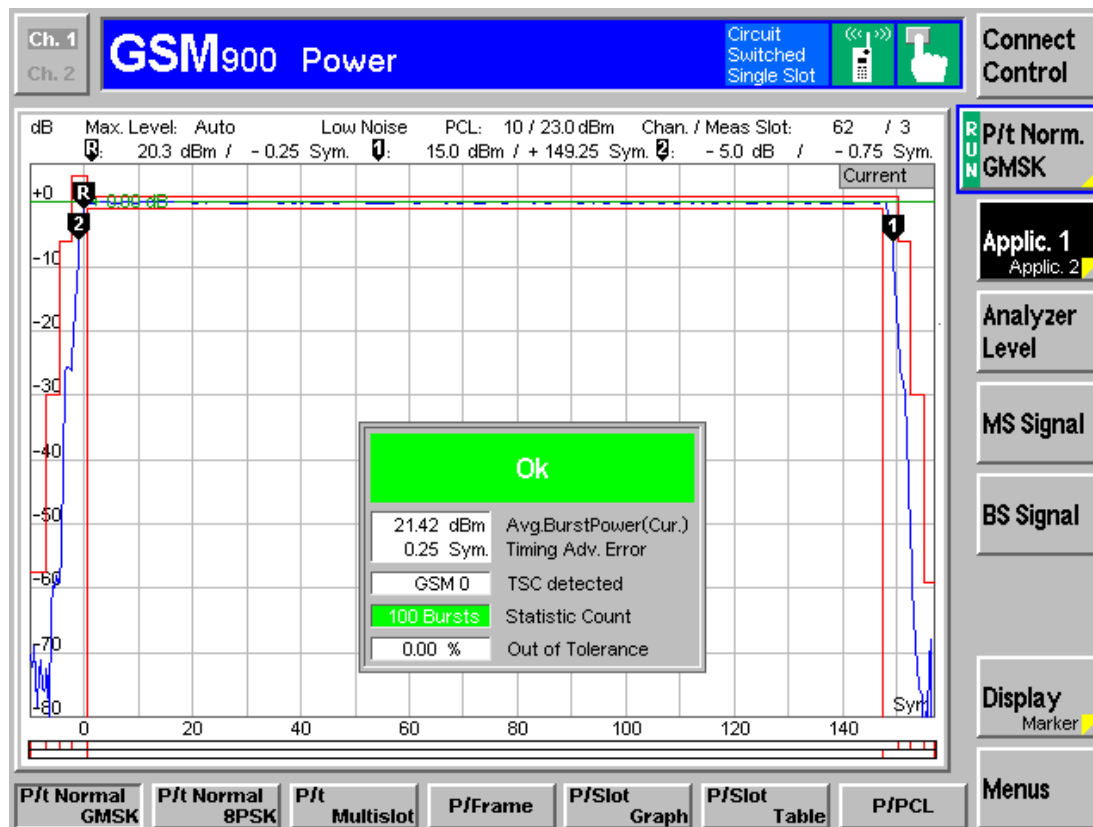 Ch. 1
Ch. 2
GSM900 Power
Circuit
Switched
Single Slot
Connect
Control
dB Max. Level: Auto Low Noise PCL: 10 / 23.0 dBm Chan. / Meas Slot: 62 / 3
R: 20.3 dBm / - 0.25 Sym. 1: 15.0 dBm / + 149.25 Sym. 2: - 5.0 dB / - 0.75 Sym.
RUN
P/t Norm.
GMSK
Current
+0
R
0.00 dB
2
1
-10
-20
-30
-40
-50
-60
-70
-80
Applic. 1
Applic. 2
Analyzer
Level
MS Signal
BS Signal
Ok
21.42 dBm Avg.BurstPower(Cur.)
0.25 Sym. Timing Adv. Error
GSM 0 TSC detected
100 Bursts Statistic Count
0.00 % Out of Tolerance
Sym
0 20 40 60 80 100 120 140
Display
Marker
Menus
P/t Normal
GMSK
P/t Normal
8PSK
P/t
Multislot
P/Frame
P/Slot
Graph
P/Slot
Table
P/PCL